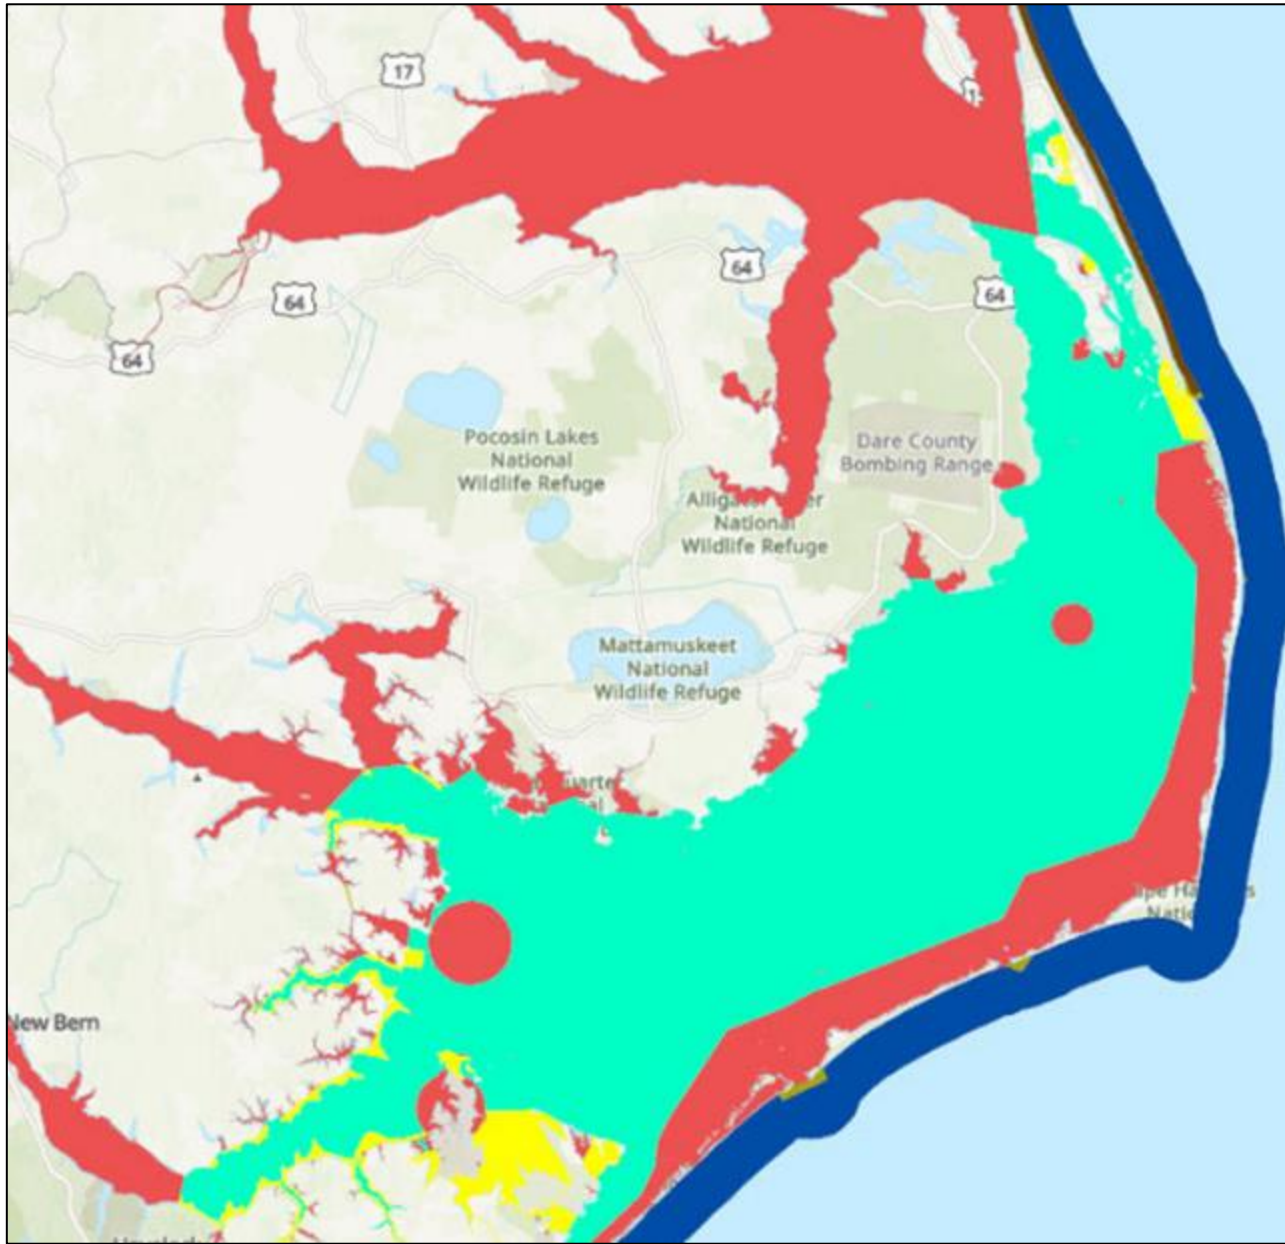 17
1
64
64
64
64
Pocosin Lakes
National
Wildlife Refuge
Dare County
Bombing Range
National
Wildlife Refuge
Mattamuskeet
National
Wildlife Refuge
New Bern